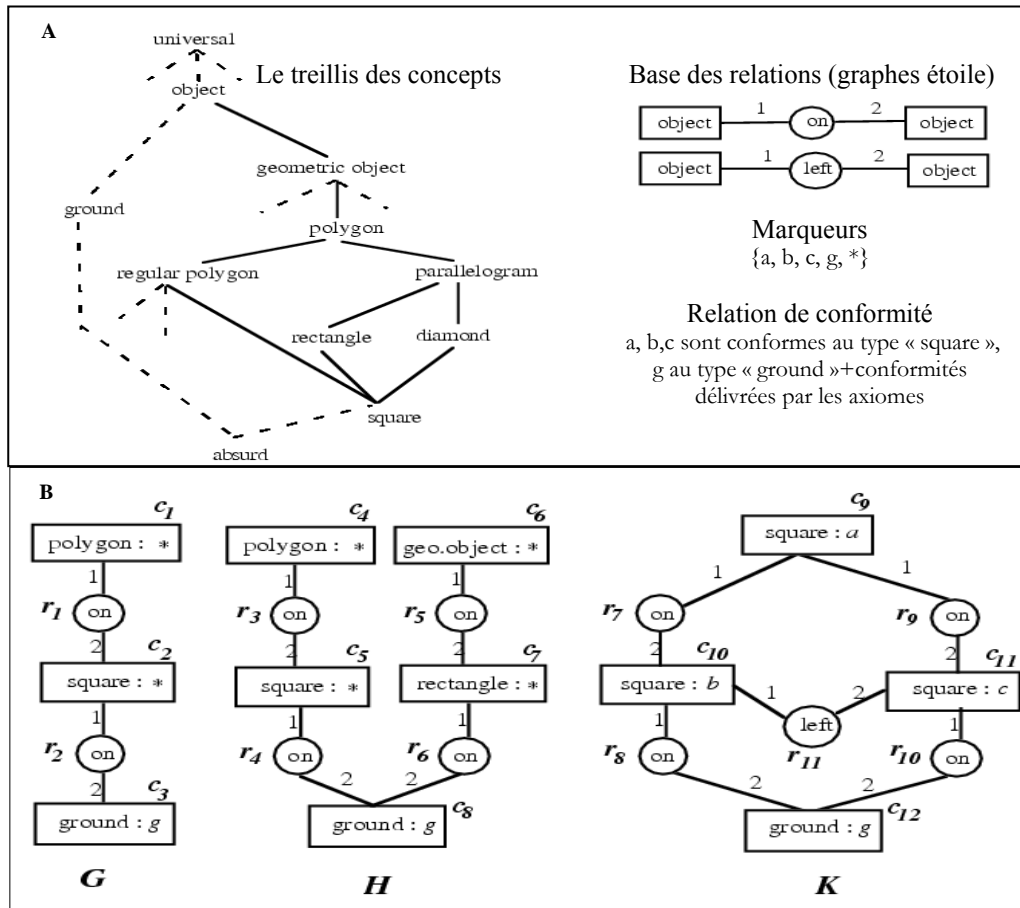 A
universal
Le treillis des concepts
object
geometric object
ground
polygon
regular polygon
parallelogram
rectangle
diamond
square
absurd
Base des relations (graphes étoile)
object 1 on 2 object
object 1 left 2 object
Marqueurs
{a, b, c, g, *}
Relation de conformité
a, b,c sont conformes au type « square »,
g au type « ground »+conformités
délivrées par les axiomes
B
c1
polygon : *
1
r1 on
2
c2
square : *
1
r2 on
2
c3
ground : g
G
c4 c6
polygon : * geo.object : *
1 1
r3 on r5 on
2 2
c5 c7
square : * rectangle : *
1 1
r4 on r6 on
2 2
c8
ground : g
H
c9
square : a
1 1
r7 on r9 on
2 2
c10 c11
square : b 1 left 2 square : c
r11
1 1
r8 on r10 on
2 2
c12
ground : g
K